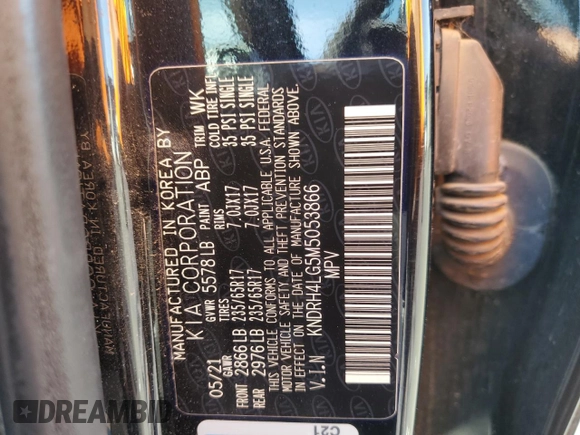 MANUFACTURED IN KOREA BY
KIA CORPORATION
GVWR 5578LB PAINT ABP TRIM WK
05/21 GAWR TIRES RIMS COLD TIRE INFL
FRONT 2866LB 235/65R17 7.0JX17 35 PSI SINGLE
REAR 2976LB 235/65R17 7.0JX17 35 PSI SINGLE
THIS VEHICLE CONFORMS TO ALL APPLICABLE U.S.A. FEDERAL
MOTOR VEHICLE SAFETY AND THEFT PREVENTION STANDARDS
IN EFFECT ON THE DATE OF MANUFACTURE SHOWN ABOVE.
V.I.N KNDRH4LG5M5053866
MPV
C21
DREAMBID